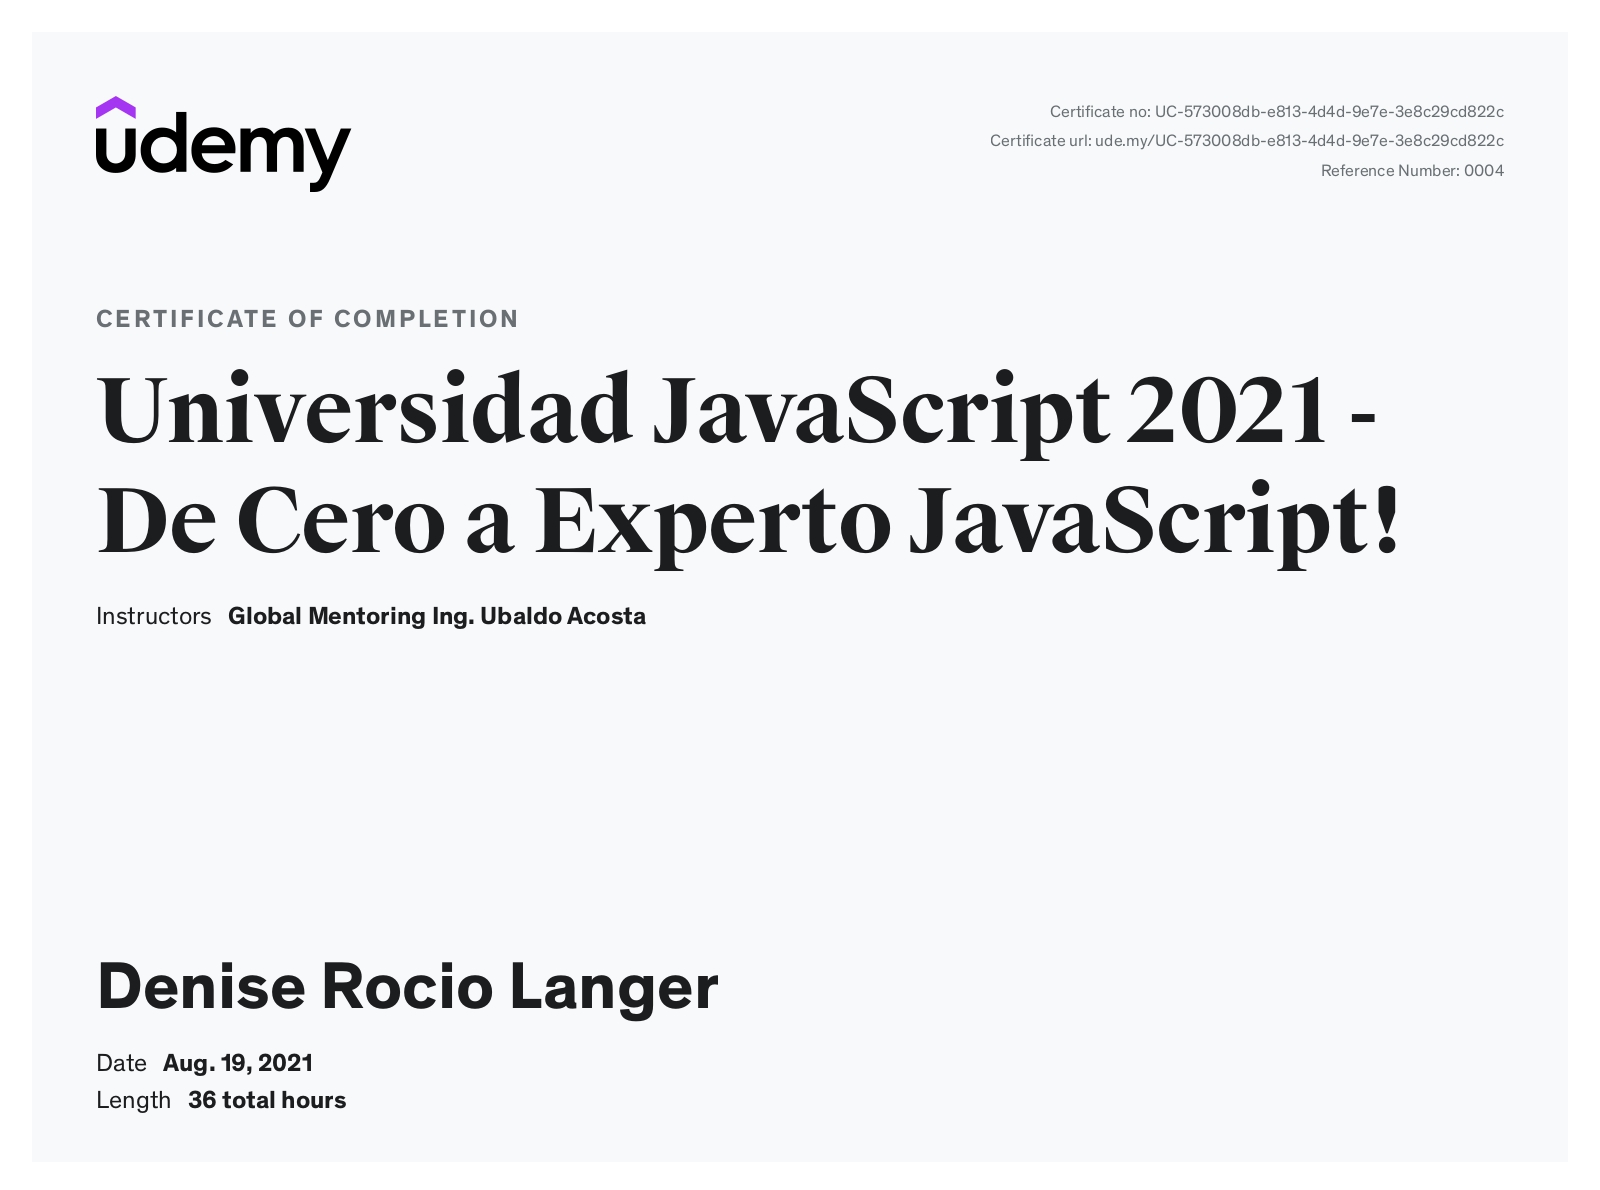 udemy
Certificate no: UC-573008db-e813-4d4d-9e7e-3e8c29cd822c
Certificate url: ude.my/UC-573008db-e813-4d4d-9e7e-3e8c29cd822c
Reference Number: 0004
CERTIFICATE OF COMPLETION
Universidad JavaScript 2021 -
De Cero a Experto JavaScript!
Instructors Global Mentoring Ing. Ubaldo Acosta
Denise Rocio Langer
Date Aug. 19, 2021
Length 36 total hours